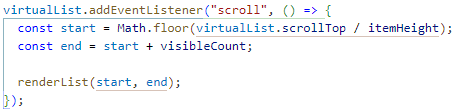 virtualList.addEventListener("scroll", () => {
  const start = Math.floor(virtualList.scrollTop / itemHeight);
  const end = start + visibleCount;

  renderList(start, end);
});